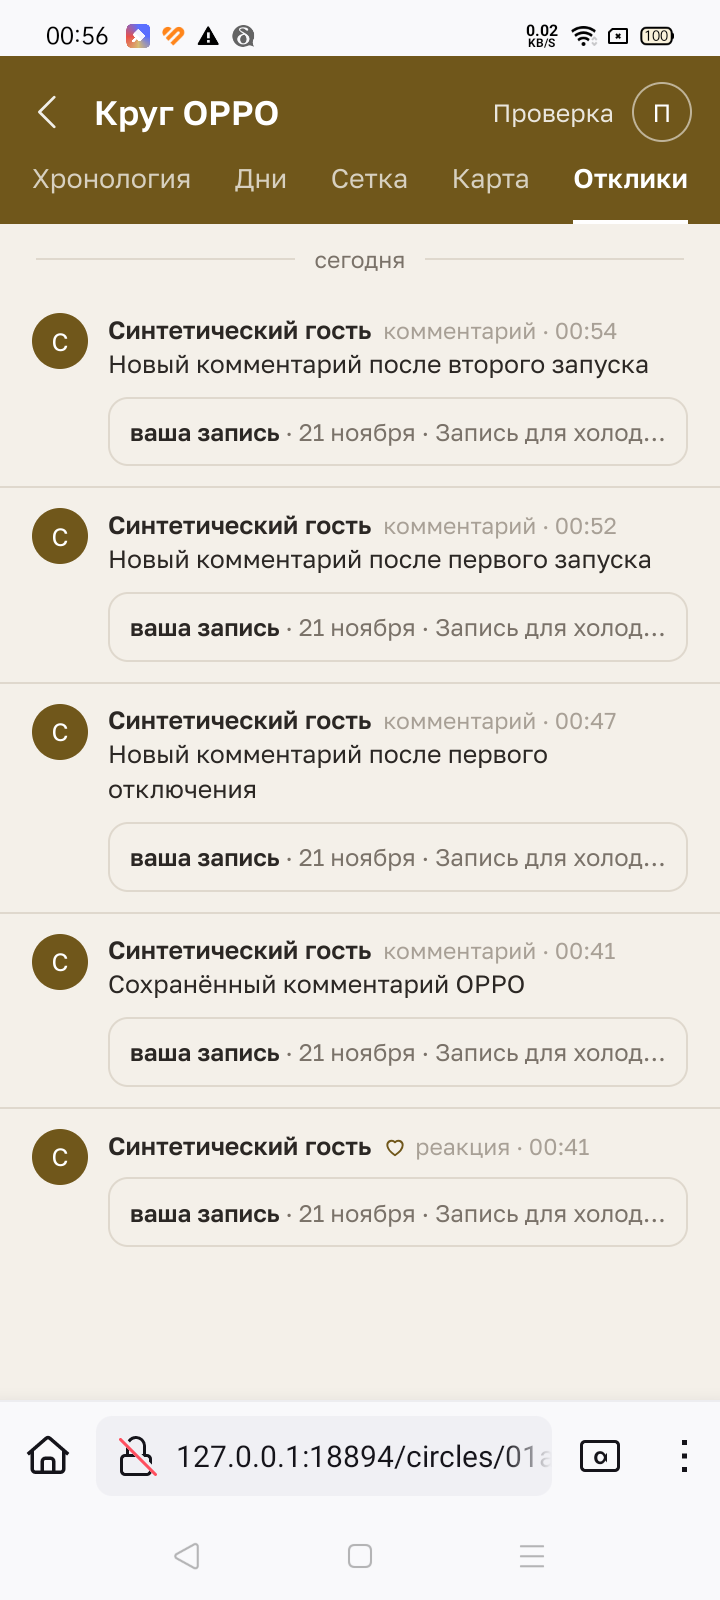 00:56
0.02
KB/S
100
Круг OPPO
Проверка
П
Хронология Дни Сетка Карта Отклики
сегодня
С
Синтетический гость комментарий · 00:54
Новый комментарий после второго запуска
ваша запись · 21 ноября · Запись для холод...
С
Синтетический гость комментарий · 00:52
Новый комментарий после первого запуска
ваша запись · 21 ноября · Запись для холод...
С
Синтетический гость комментарий · 00:47
Новый комментарий после первого
отключения
ваша запись · 21 ноября · Запись для холод...
С
Синтетический гость комментарий · 00:41
Сохранённый комментарий OPPO
ваша запись · 21 ноября · Запись для холод...
С
Синтетический гость реакция · 00:41
ваша запись · 21 ноября · Запись для холод...
127.0.0.1:18894/circles/01a